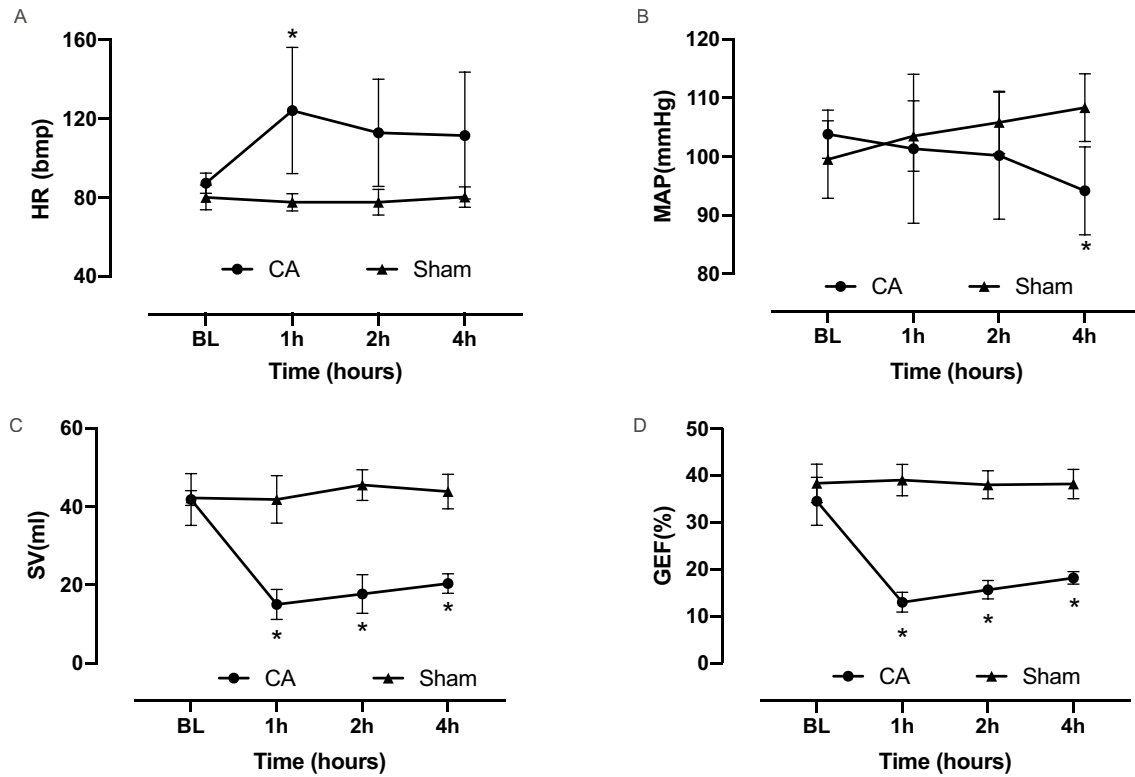 A
160
120
80
40
HR (bmp)
*
CA Sham
BL 1h 2h 4h
Time (hours)
B
120
110
100
90
80
MAP(mmHg)
*
CA Sham
BL 1h 2h 4h
Time (hours)
C
60
40
20
0
SV(ml)
* * *
CA Sham
BL 1h 2h 4h
Time (hours)
D
50
40
30
20
10
0
GEF(%)
* * *
CA Sham
BL 1h 2h 4h
Time (hours)